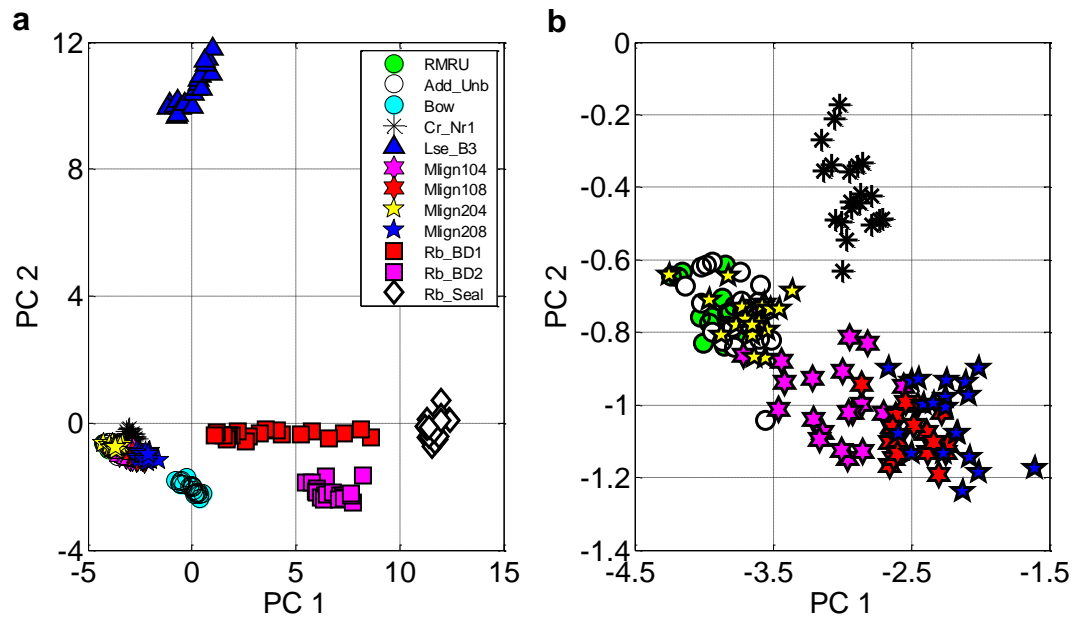 a
12
8
4
0
-4
-5
0
5
10
15
PC 2
PC 1
RMRU
Add_Unb
Bow
Cr_Nr1
Lse_B3
Mlign104
Mlign108
Mlign204
Mlign208
Rb_BD1
Rb_BD2
Rb_Seal
b
0
-0.2
-0.4
-0.6
-0.8
-1
-1.2
-1.4
-4.5
-3.5
-2.5
-1.5
PC 2
PC 1